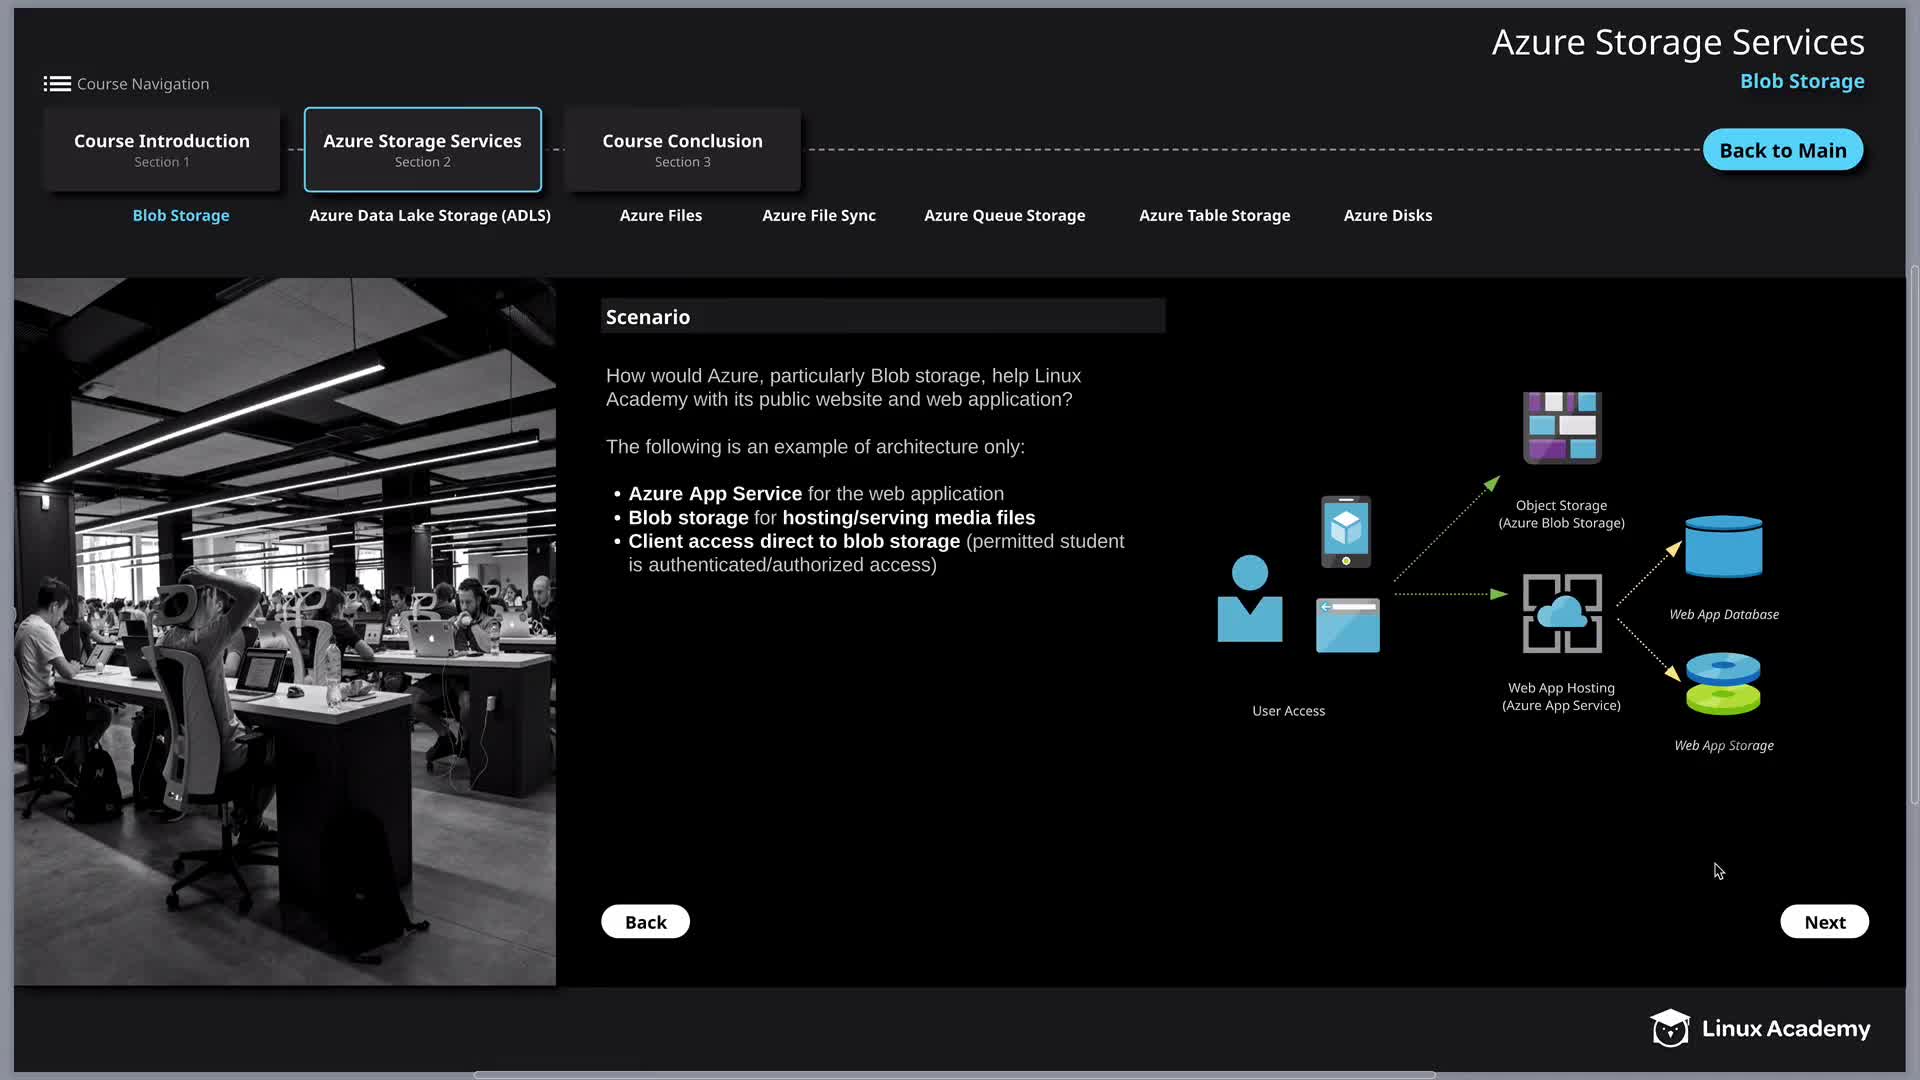 Azure Storage Services
Blob Storage
Course Navigation
Course Introduction
Section 1
Azure Storage Services
Section 2
Course Conclusion
Section 3
Back to Main
Blob Storage
Azure Data Lake Storage (ADLS)
Azure Files
Azure File Sync
Azure Queue Storage
Azure Table Storage
Azure Disks
Scenario
How would Azure, particularly Blob storage, help Linux
Academy with its public website and web application?
The following is an example of architecture only:
• Azure App Service for the web application
• Blob storage for hosting/serving media files
• Client access direct to blob storage (permitted student
is authenticated/authorized access)
Object Storage
(Azure Blob Storage)
Web App Database
Web App Hosting
(Azure App Service)
User Access
Web App Storage
Back
Next
Linux Academy